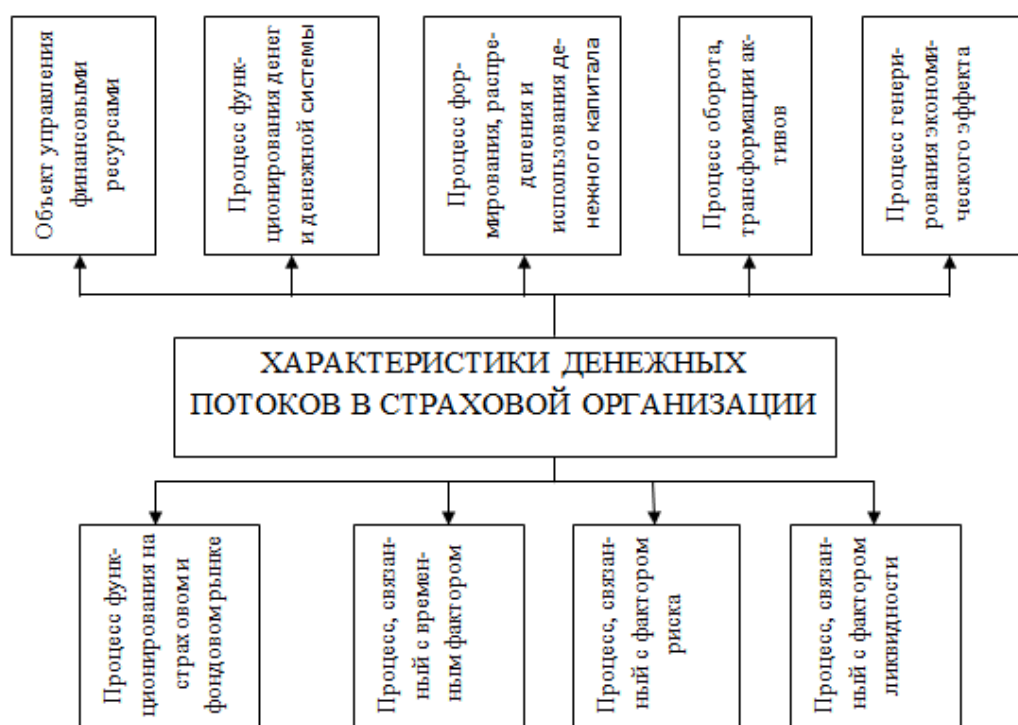 Объект управления
финансовыми
ресурсами
Процесс функ-
ционирования денег
и денежной системы
Процесс фор-
мирования, распре-
деления и
использования де-
нежного капитала
Процесс оборота,
трансформации ак-
тивов
Процесс генери-
рования экономи-
ческого эффекта
ХАРАКТЕРИСТИКИ ДЕНЕЖНЫХ
ПОТОКОВ В СТРАХОВОЙ ОРГАНИЗАЦИИ
Процесс функ-
ционирования на
страховом и
фондовом рынке
Процесс, связан-
ный с времен-
ным фактором
Процесс, связан-
ный с фактором
риска
Процесс, связан-
ный с фактором
ликвидности